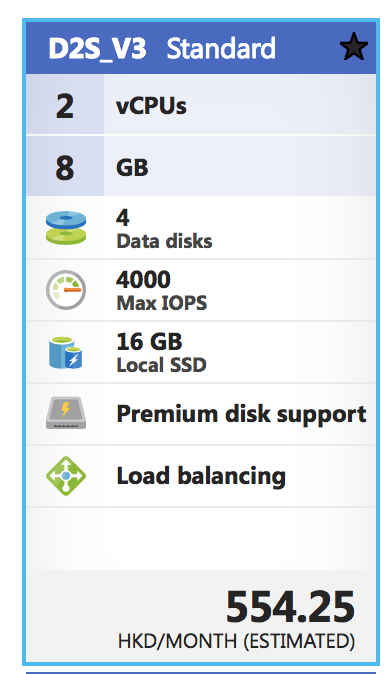 D2S_V3 Standard
2 vCPUs
8 GB
4
Data disks
4000
Max IOPS
16 GB
Local SSD
Premium disk support
Load balancing
554.25
HKD/MONTH (ESTIMATED)